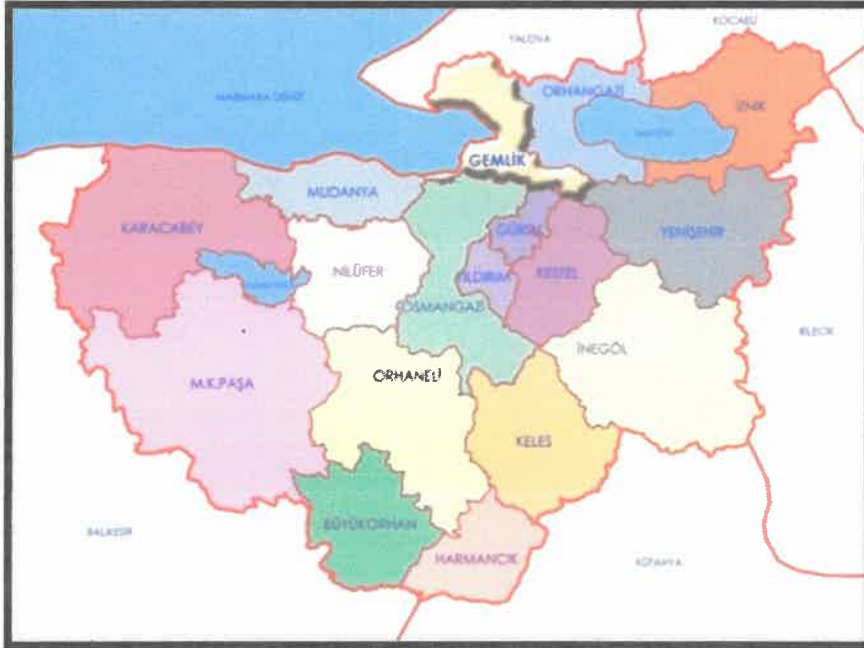 KOCAELİ
YALOVA
MARMARA DENİZİ
ORHANGAZİ
İZNİK
GEMLİK
MUDANYA
KARACABEY
GÜRSU
YENİŞEHİR
NİLÜFER
YILDIRIM
KESTEL
OSMANGAZİ
BİLECİK
İNEGÖL
ORHANELİ
M.K.PAŞA
KELES
BÜYÜKORHAN
BALIKESİR
HARMANCIK
KÜTAHYA